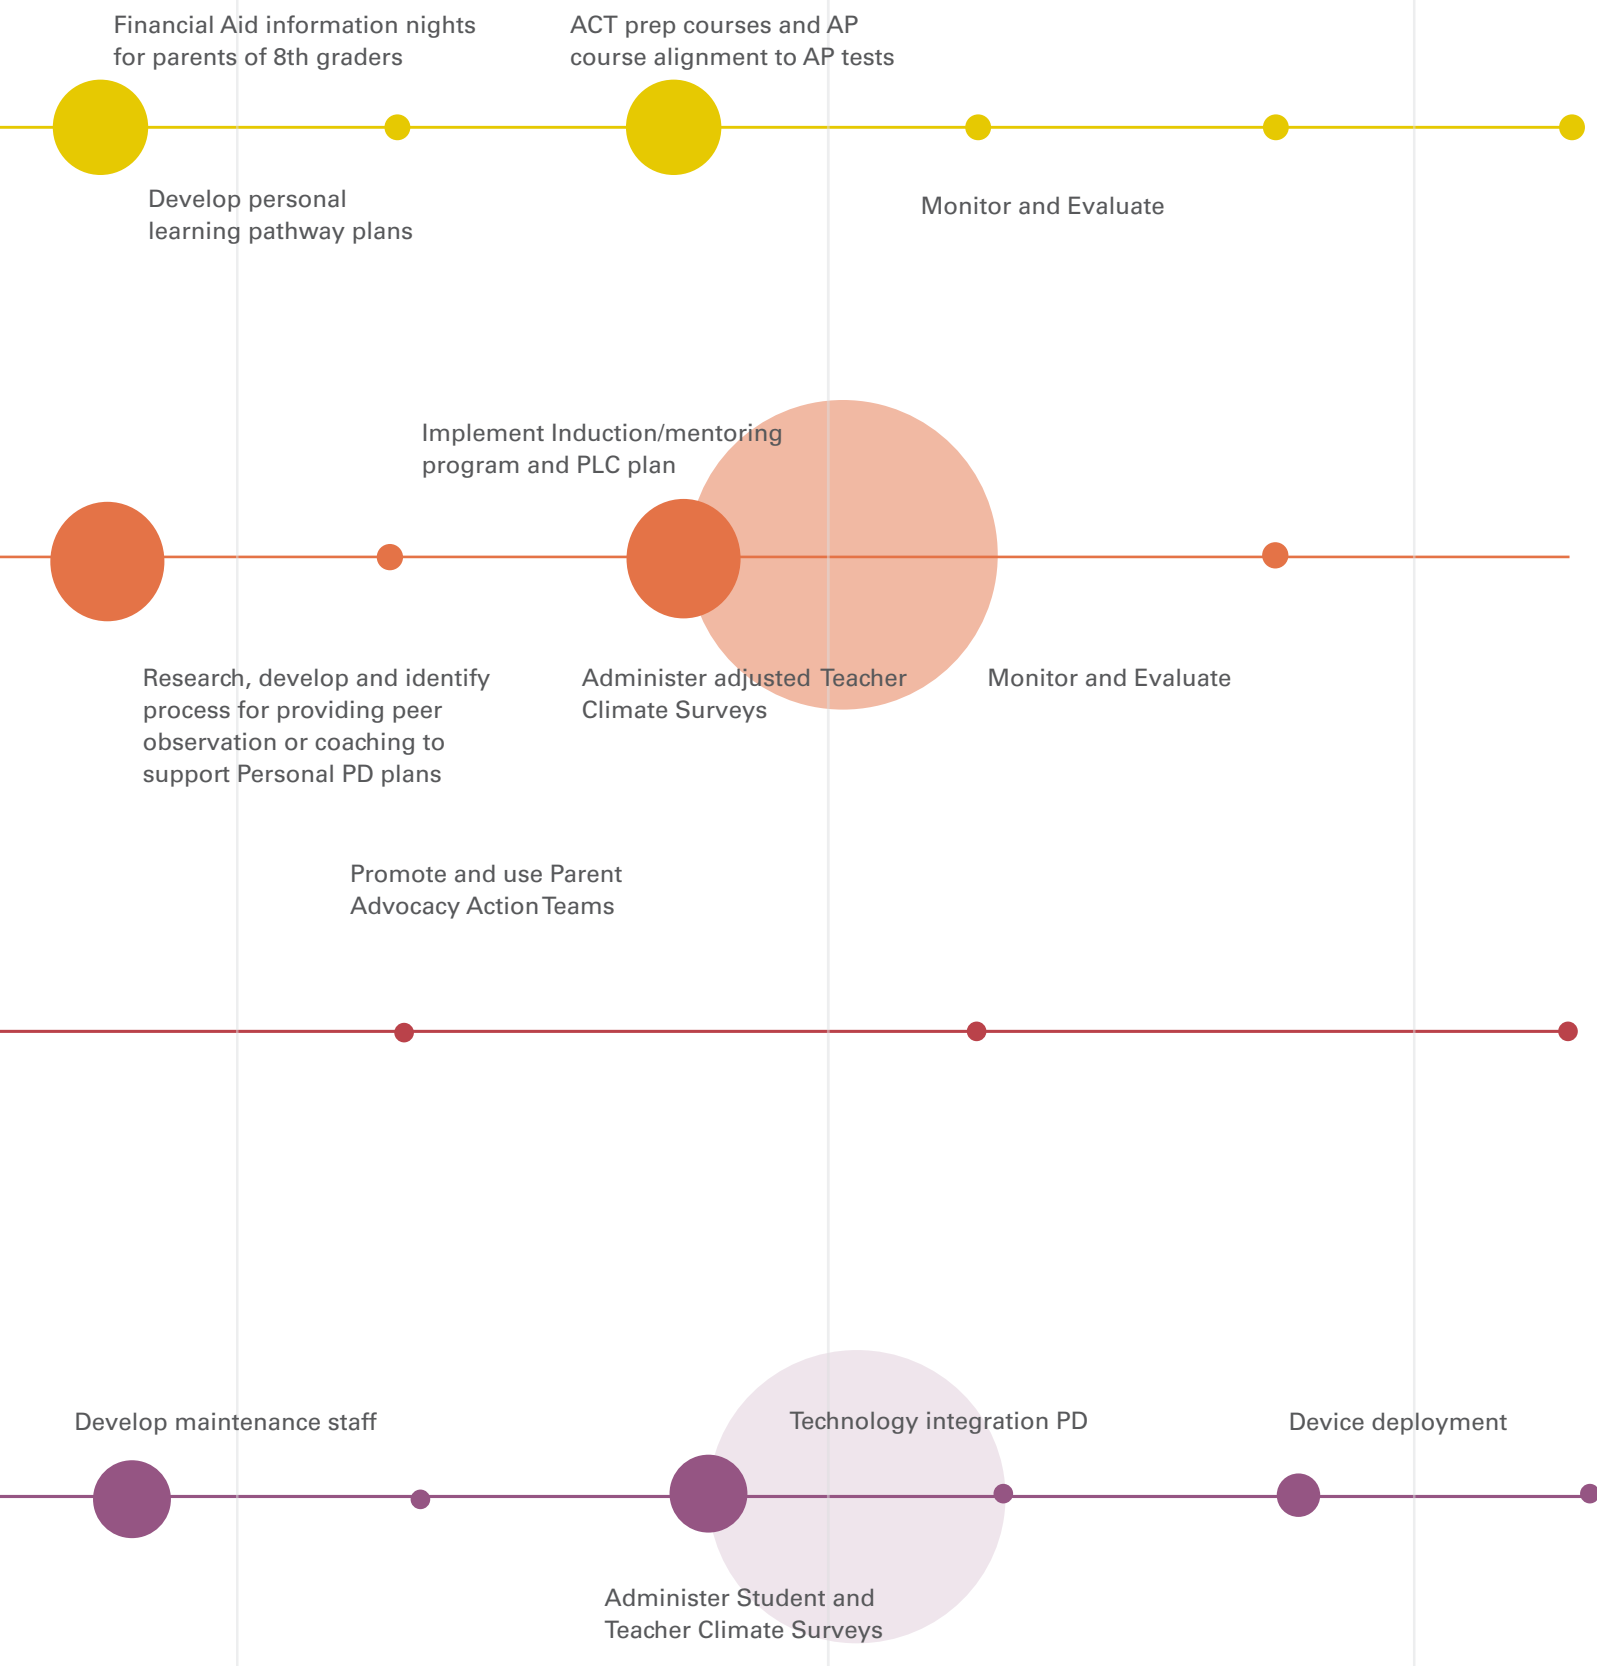 Financial Aid information nights
for parents of 8th graders
ACT prep courses and AP
course alignment to AP tests
Develop personal
learning pathway plans
Monitor and Evaluate
Implement Induction/mentoring
program and PLC plan
Research, develop and identify
process for providing peer
observation or coaching to
support Personal PD plans
Administer adjusted Teacher
Climate Surveys
Monitor and Evaluate
Promote and use Parent
Advocacy Action Teams
Develop maintenance staff
Technology integration PD
Device deployment
Administer Student and
Teacher Climate Surveys